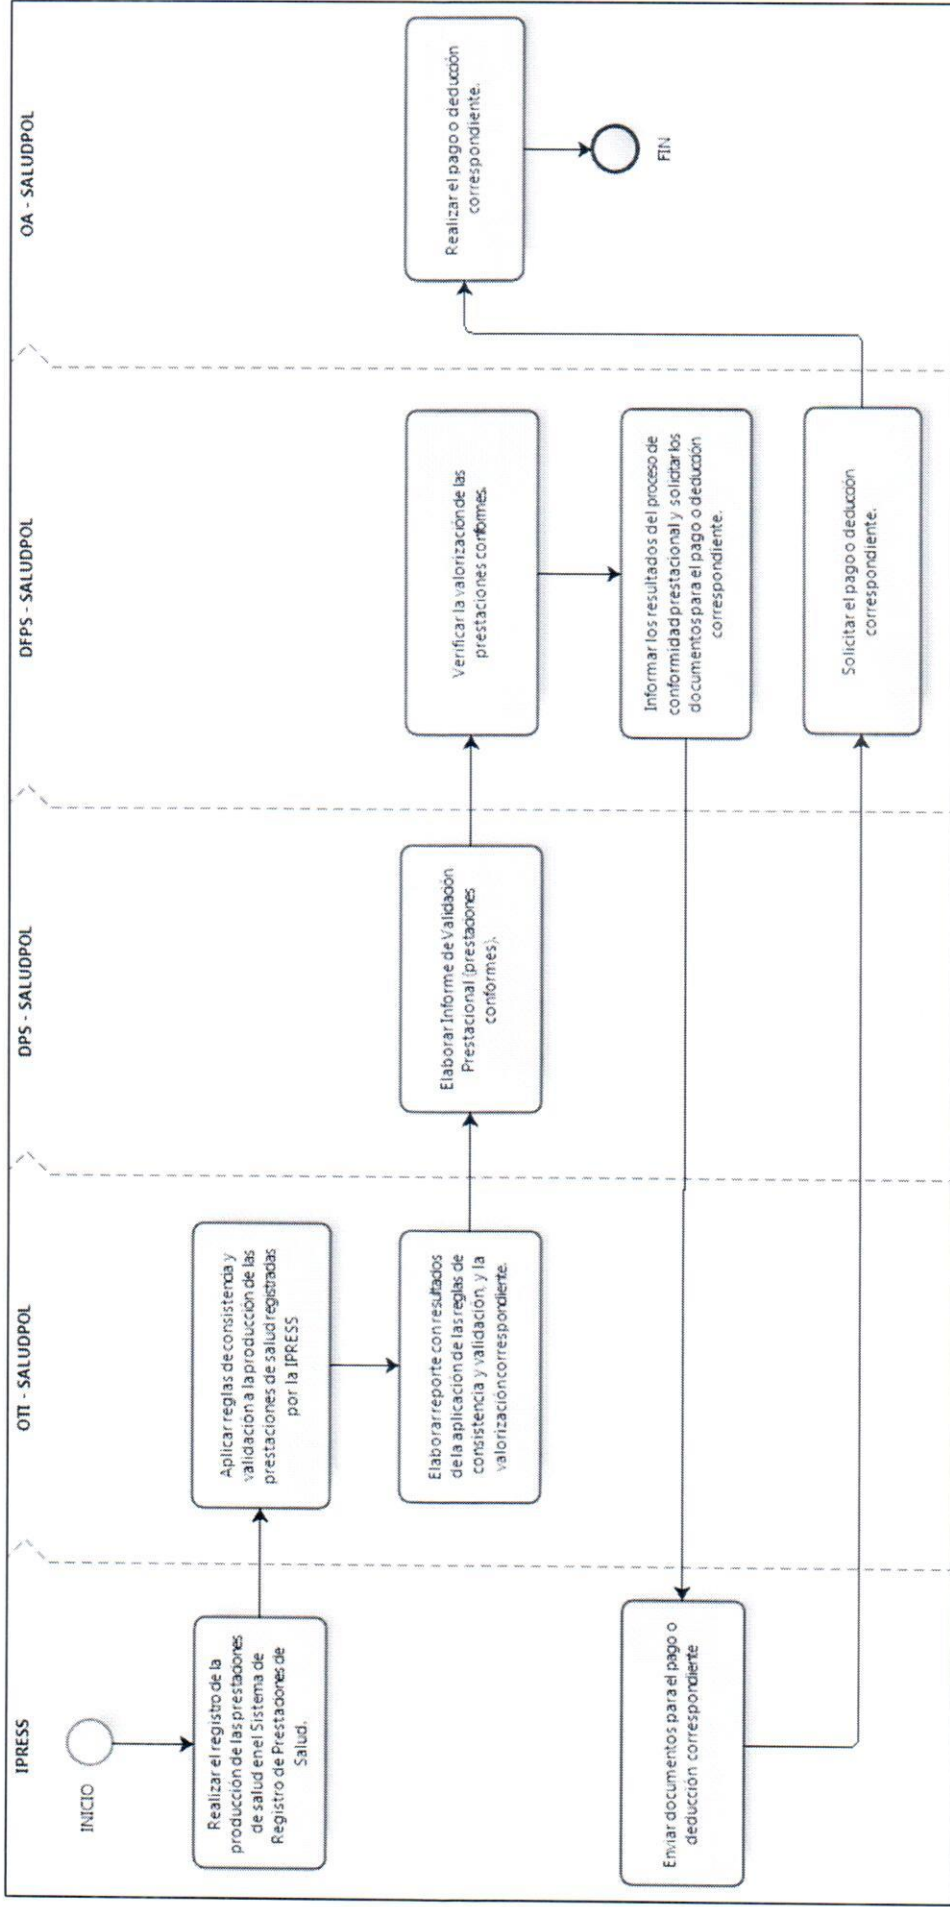 IPRESS
OTI - SALUDPOL
DPS - SALUDPOL
DFPS - SALUDPOL
OA - SALUDPOL
INICIO
Realizar el registro de la
producción de las prestaciones
de salud en el Sistema de
Registro de Prestaciones de
Salud.
Aplicar reglas de consistencia y
validación a la producción de las
prestaciones de salud registradas
por la IPRESS
Elaborar reporte con resultados
de la aplicación de las reglas de
consistencia y validación, y la
valorización correspondiente.
Elaborar Informe de Validación
Prestacional (prestaciones
conformes).
Verificar la valorización de las
prestaciones conformes.
Informar los resultados del proceso de
conformidad prestacional y solicitar los
documentos para el pago o deducción
correspondiente.
Enviar documentos para el pago o
deducción correspondiente
Solicitar el pago o deducción
correspondiente.
Realizar el pago o deducción
correspondiente.
FIN